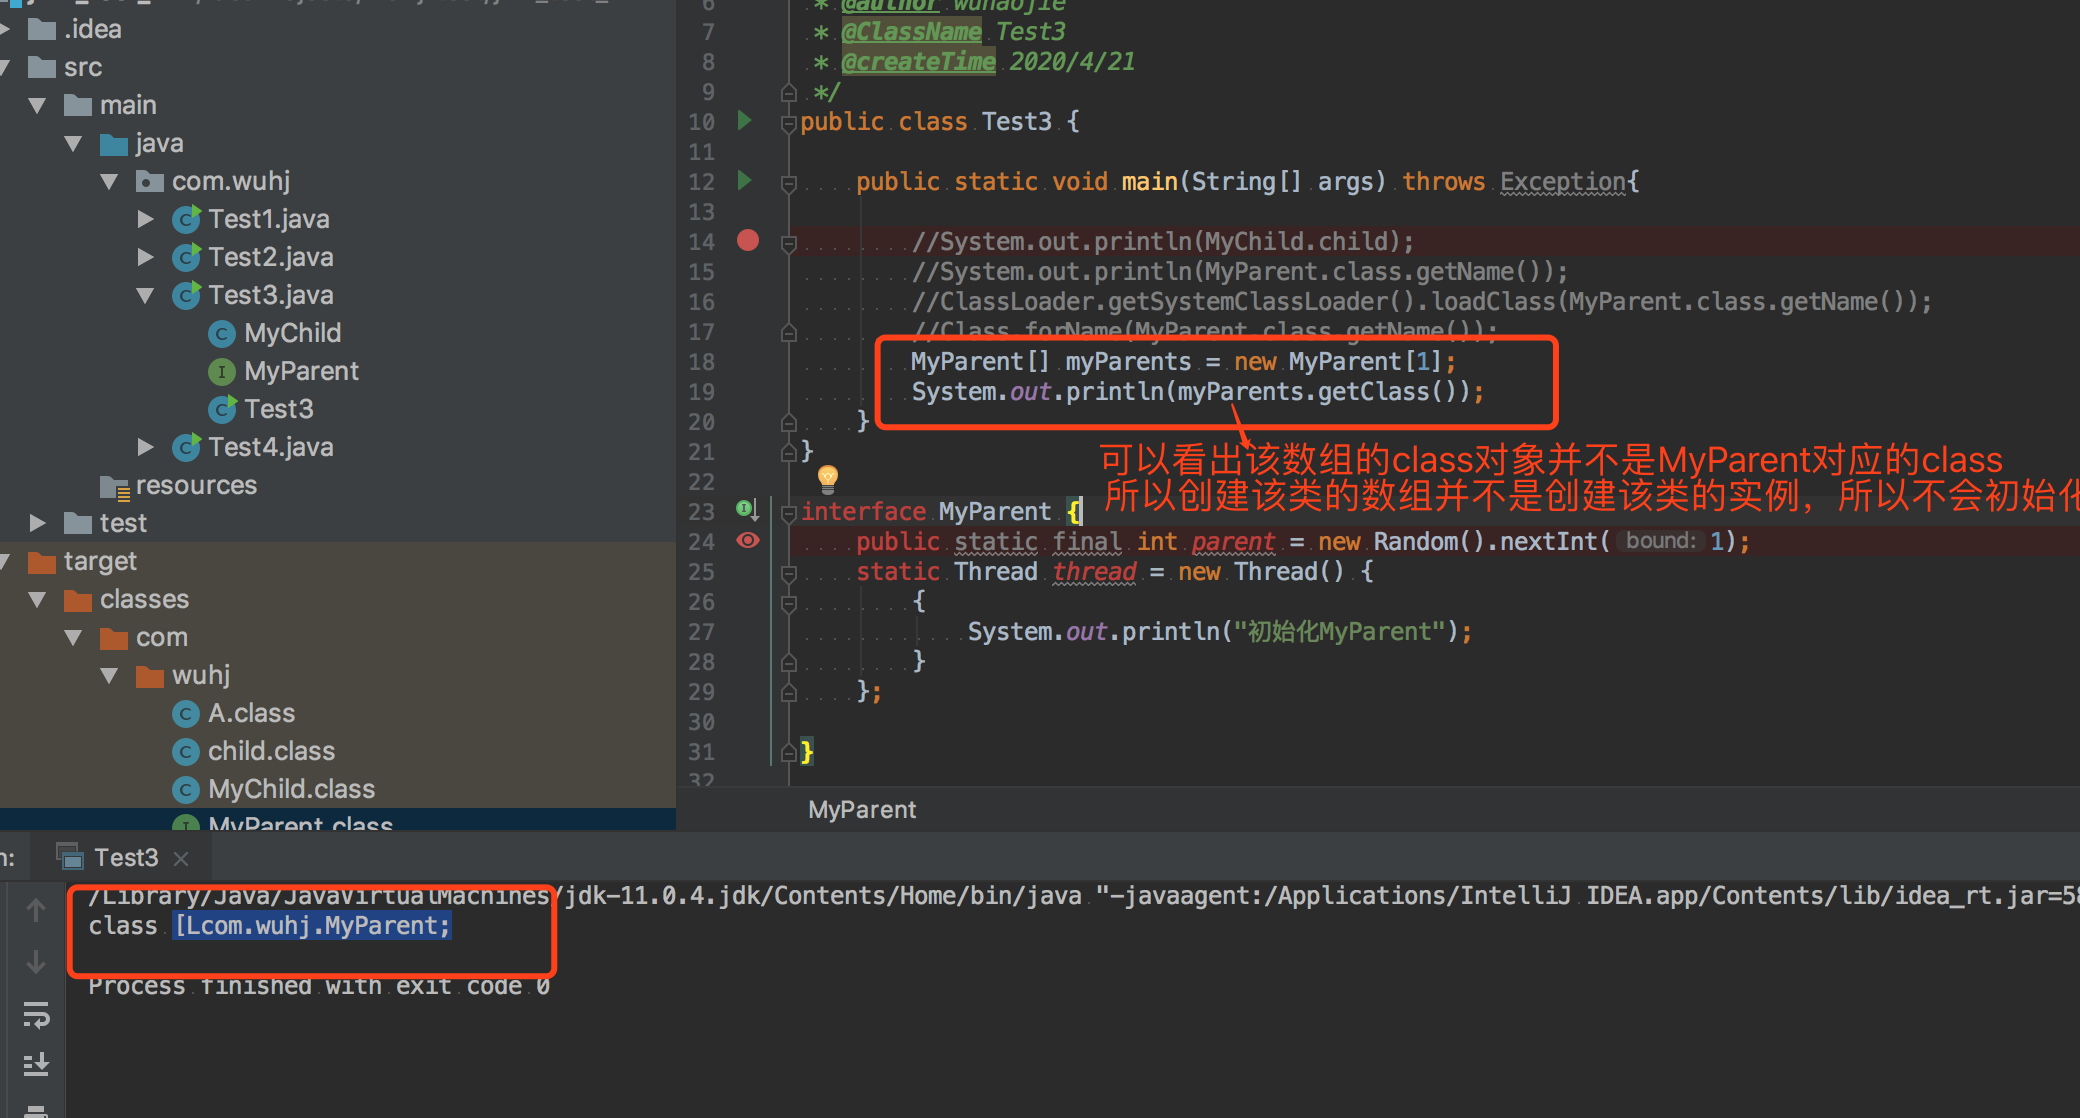 .idea
src
main
java
com.wuhj
Test1.java
Test2.java
Test3.java
MyChild
MyParent
Test3
Test4.java
resources
test
target
classes
com
wuhj
A.class
child.class
MyChild.class
MyParent.class
6 * @author wuhaojie
7 * @ClassName Test3
8 * @createTime 2020/4/21
9 */
10 public class Test3 {
11
12 public static void main(String[] args) throws Exception{
13
14 //System.out.println(MyChild.child);
15 //System.out.println(MyParent.class.getName());
16 //ClassLoader.getSystemClassLoader().loadClass(MyParent.class.getName());
17 //Class.forName(MyParent.class.getName());
18 MyParent[] myParents = new MyParent[1];
19 System.out.println(myParents.getClass());
20 }
可以看出该数组的class对象并不是MyParent对应的class
21 }
22
所以创建该类的数组并不是创建该类的实例，所以不会初始化
23 interface MyParent {
24 public static final int parent = new Random().nextInt( bound: 1);
25 static Thread thread = new Thread() {
26 {
27 System.out.println("初始化MyParent");
28 }
29 };
30
31 }
32
MyParent
n: Test3
/Library/Java/JavaVirtualMachines/jdk-11.0.4.jdk/Contents/Home/bin/java "-javaagent:/Applications/IntelliJ IDEA.app/Contents/lib/idea_rt.jar=58
class [Lcom.wuhj.MyParent;
Process finished with exit code 0